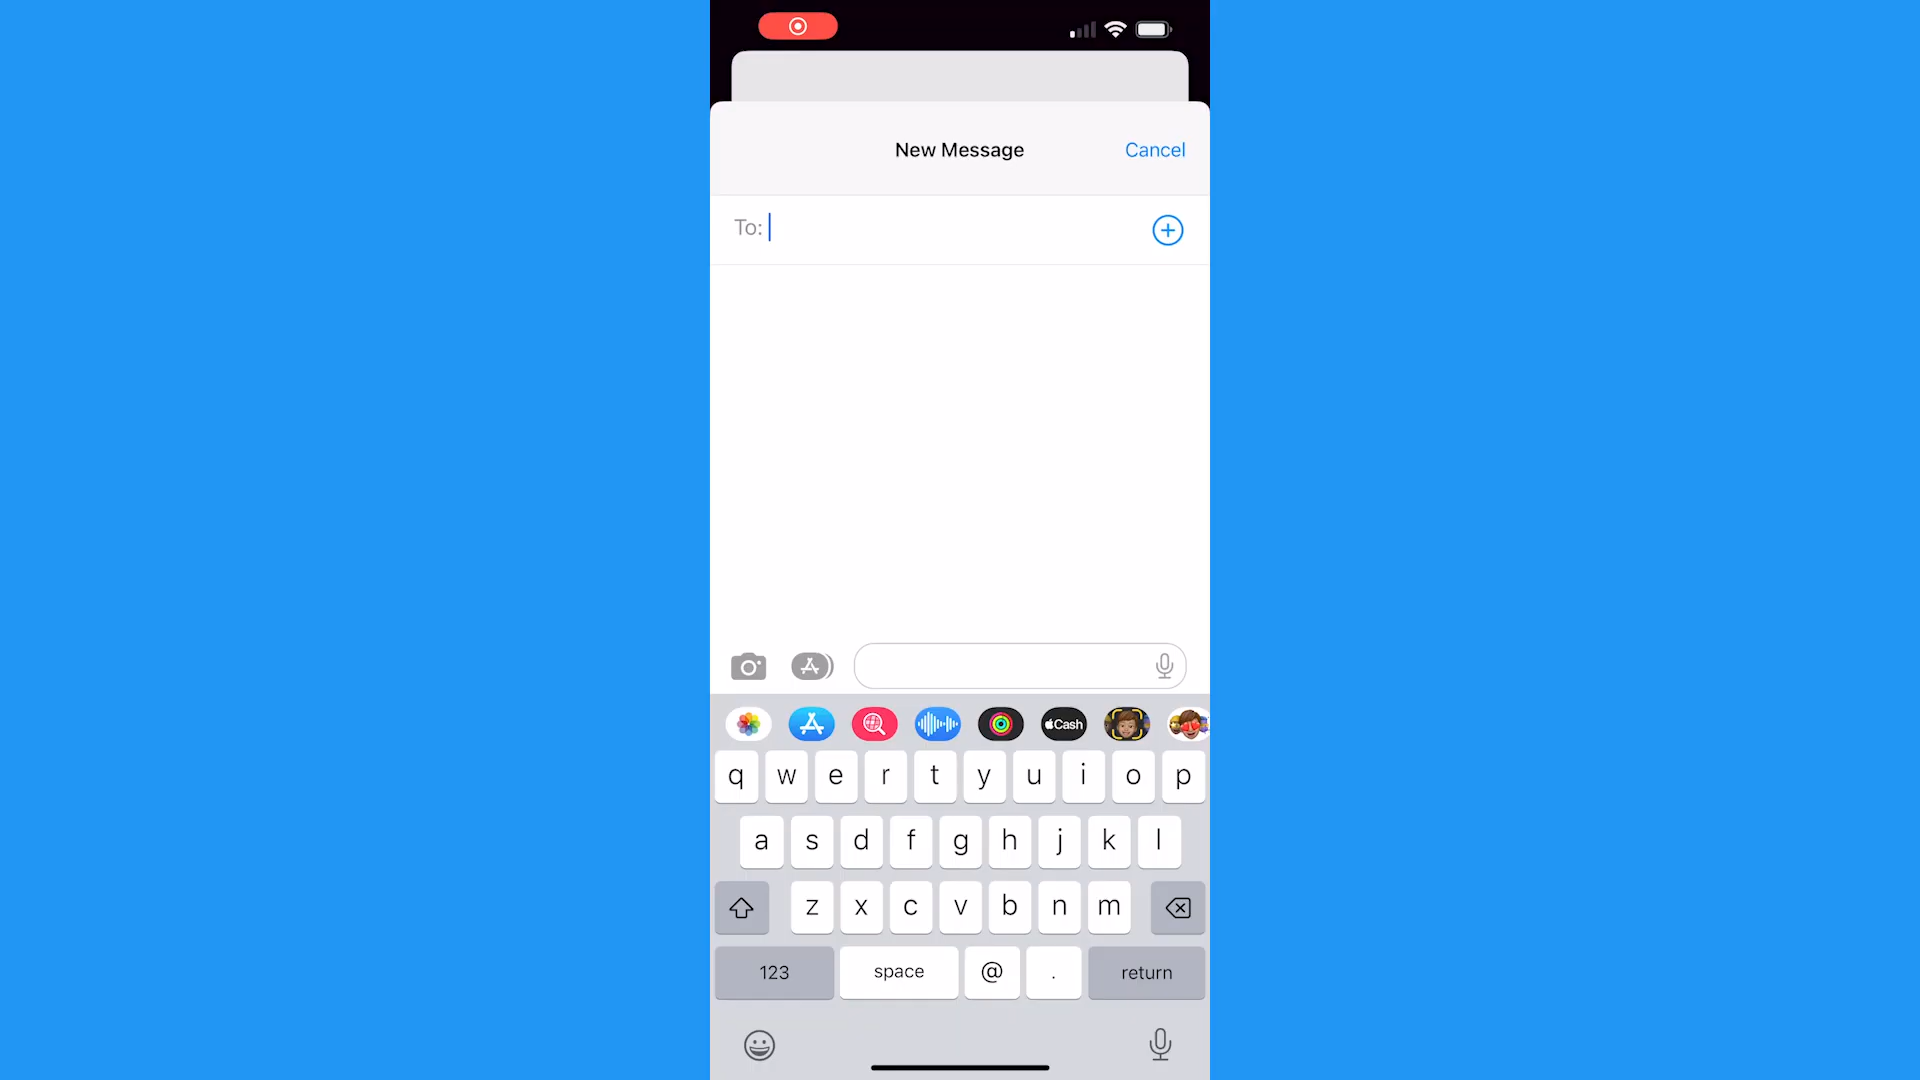 New Message
Cancel
To:
Cash
q w e r t y u i o p
a s d f g h j k l
z x c v b n m
123 space @ . return